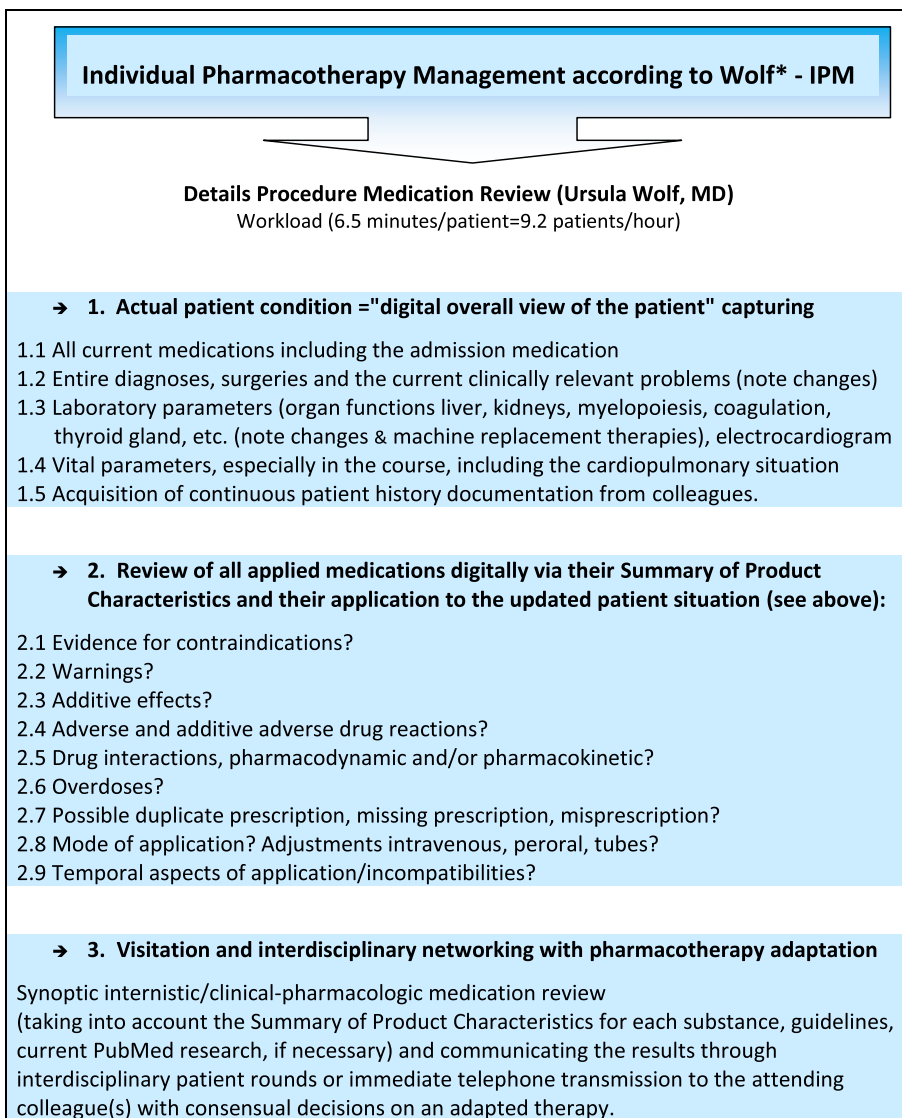 Individual Pharmacotherapy Management according to Wolf* - IPM
Details Procedure Medication Review (Ursula Wolf, MD)
Workload (6.5 minutes/patient=9.2 patients/hour)
➔ 1. Actual patient condition ="digital overall view of the patient" capturing
1.1 All current medications including the admission medication
1.2 Entire diagnoses, surgeries and the current clinically relevant problems (note changes)
1.3 Laboratory parameters (organ functions liver, kidneys, myelopoiesis, coagulation,
thyroid gland, etc. (note changes & machine replacement therapies), electrocardiogram
1.4 Vital parameters, especially in the course, including the cardiopulmonary situation
1.5 Acquisition of continuous patient history documentation from colleagues.
➔ 2. Review of all applied medications digitally via their Summary of Product
Characteristics and their application to the updated patient situation (see above):
2.1 Evidence for contraindications?
2.2 Warnings?
2.3 Additive effects?
2.4 Adverse and additive adverse drug reactions?
2.5 Drug interactions, pharmacodynamic and/or pharmacokinetic?
2.6 Overdoses?
2.7 Possible duplicate prescription, missing prescription, misprescription?
2.8 Mode of application? Adjustments intravenous, peroral, tubes?
2.9 Temporal aspects of application/incompatibilities?
➔ 3. Visitation and interdisciplinary networking with pharmacotherapy adaptation
Synoptic internistic/clinical-pharmacologic medication review
(taking into account the Summary of Product Characteristics for each substance, guidelines,
current PubMed research, if necessary) and communicating the results through
interdisciplinary patient rounds or immediate telephone transmission to the attending
colleague(s) with consensual decisions on an adapted therapy.